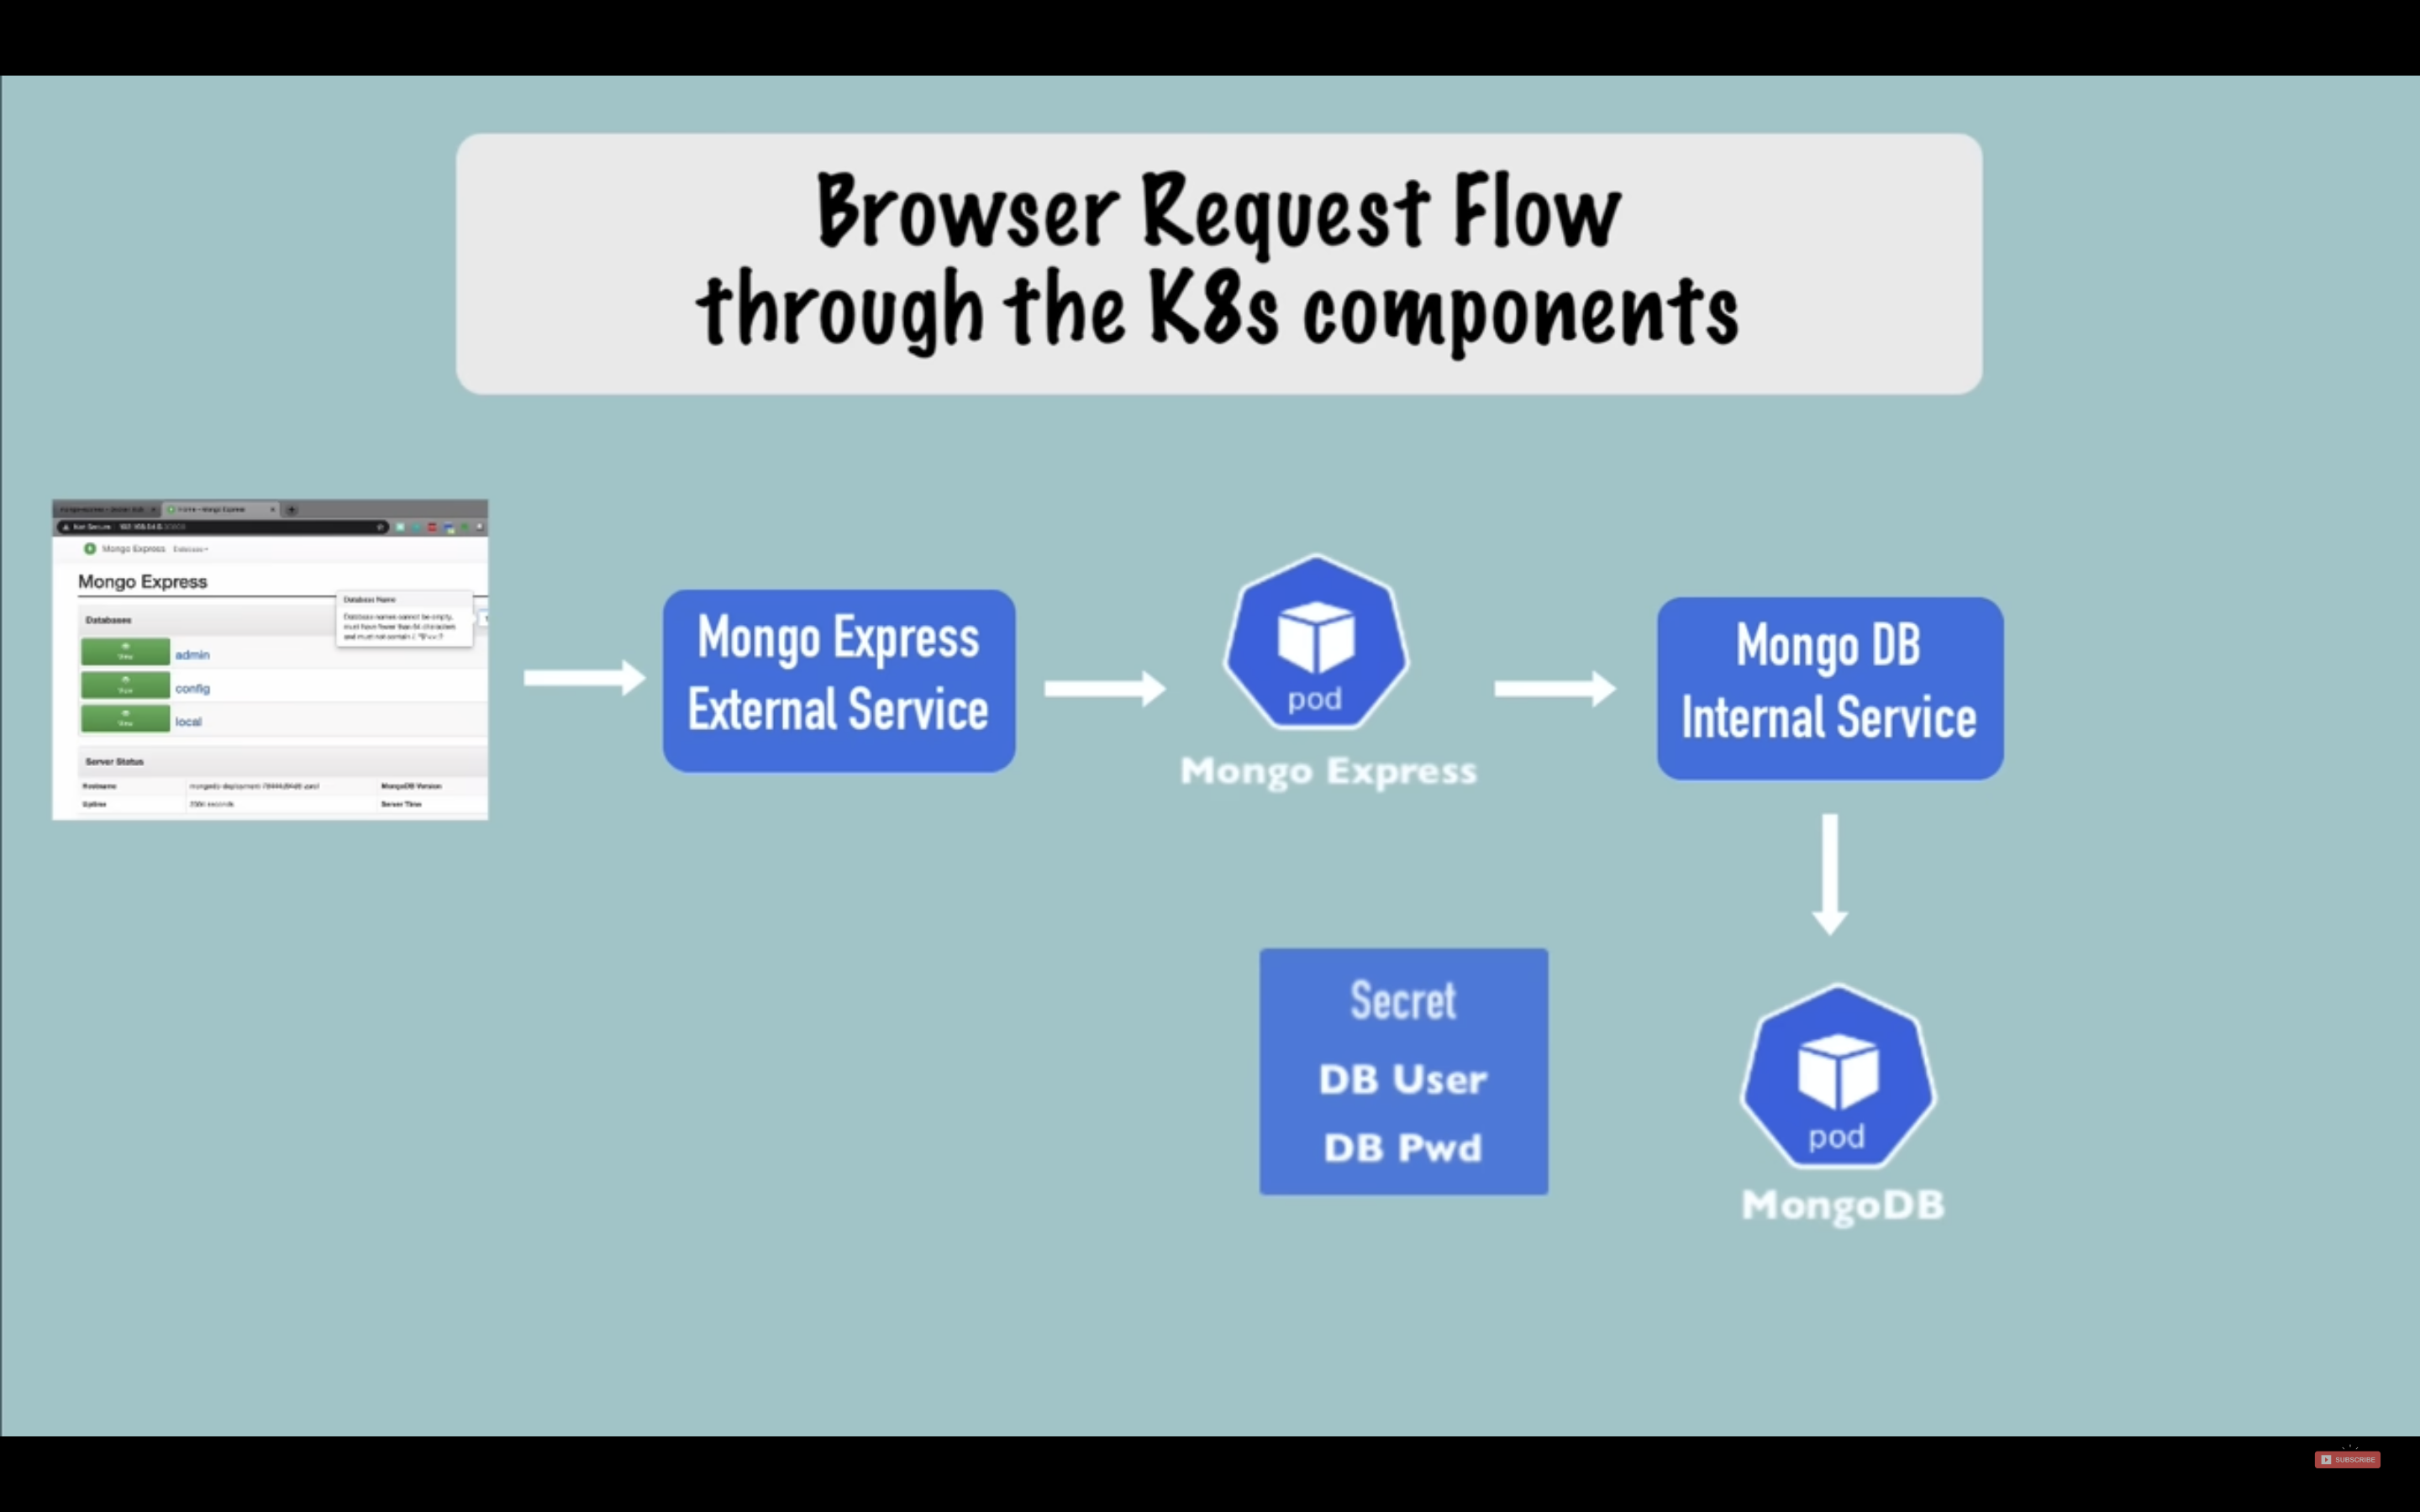 Browser Request Flow
through the K8s components
Mongo Express
Mongo Express
Databases
Database Name
View
admin
View
config
View
local
Server Status
Hostname
MongoDB Version
Uptime
Server Time
Mongo Express
External Service
pod
Mongo Express
Mongo DB
Internal Service
Secret
DB User
DB Pwd
pod
MongoDB
SUBSCRIBE